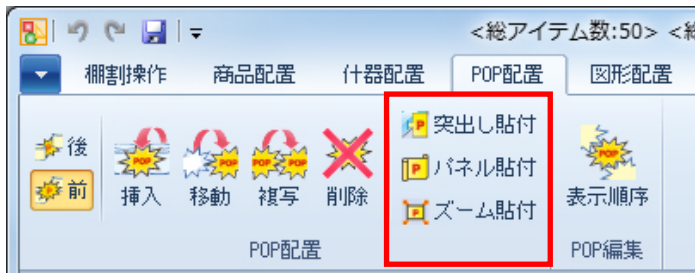 <総アイテム数:50> <総
棚割操作 商品配置 什器配置 POP配置 図形配置
後
前
挿入 移動 複写 削除
突出し貼付
パネル貼付
ズーム貼付
表示順序
POP配置 POP編集